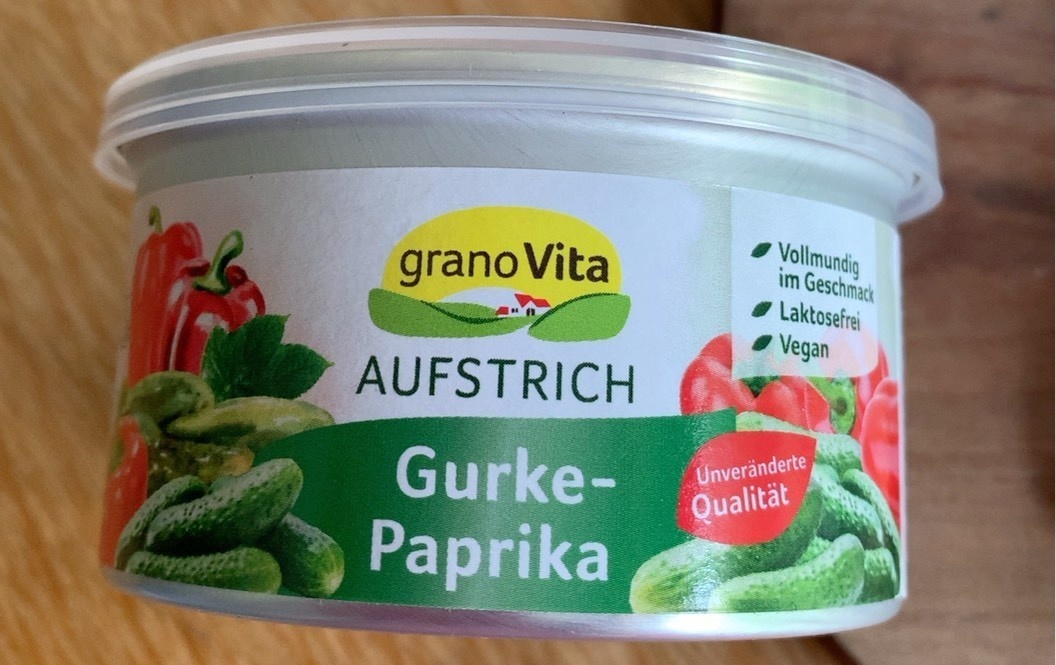 granoVita
AUFSTRICH
Gurke-
Paprika
Vollmundig
im Geschmack
Laktosefrei
Vegan
Unveränderte
Qualität